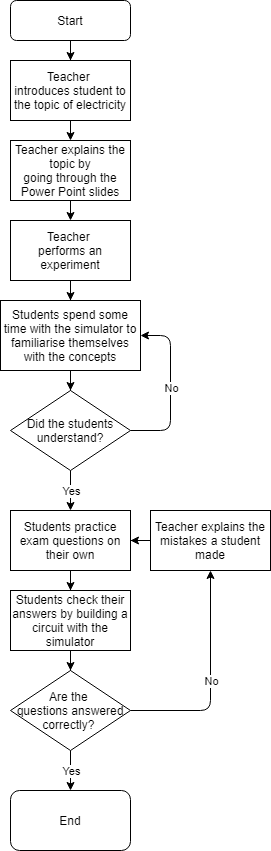 Start
Teacher
introduces student to
the topic of electricity
Teacher explains the
topic by
going through the
Power Point slides
Teacher
performs an
experiment
Students spend some
time with the simulator to
familiarise themselves
with the concepts
No
Did the students
understand?
Yes
Students practice
exam questions on
their own
Teacher explains the
mistakes a student
made
Students check their
answers by building a
circuit with the
simulator
No
Are the
questions answered
correctly?
Yes
End